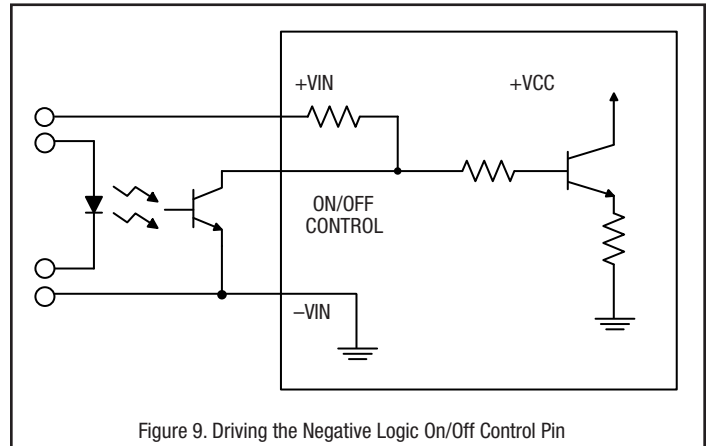 +VIN
+VCC
ON/OFF
CONTROL
–VIN
Figure 9. Driving the Negative Logic On/Off Control Pin